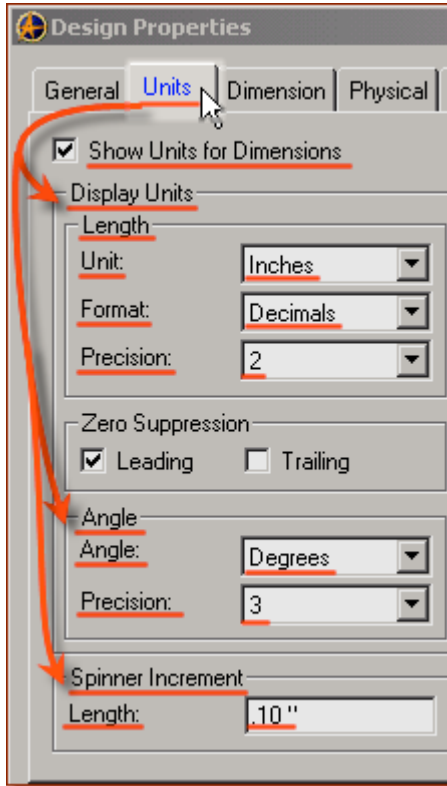 Design Properties
General Units Dimension Physical
Show Units for Dimensions
Display Units
Length
Unit: Inches
Format: Decimals
Precision: 2
Zero Suppression
Leading Trailing
Angle
Angle: Degrees
Precision: 3
Spinner Increment
Length: .10 "